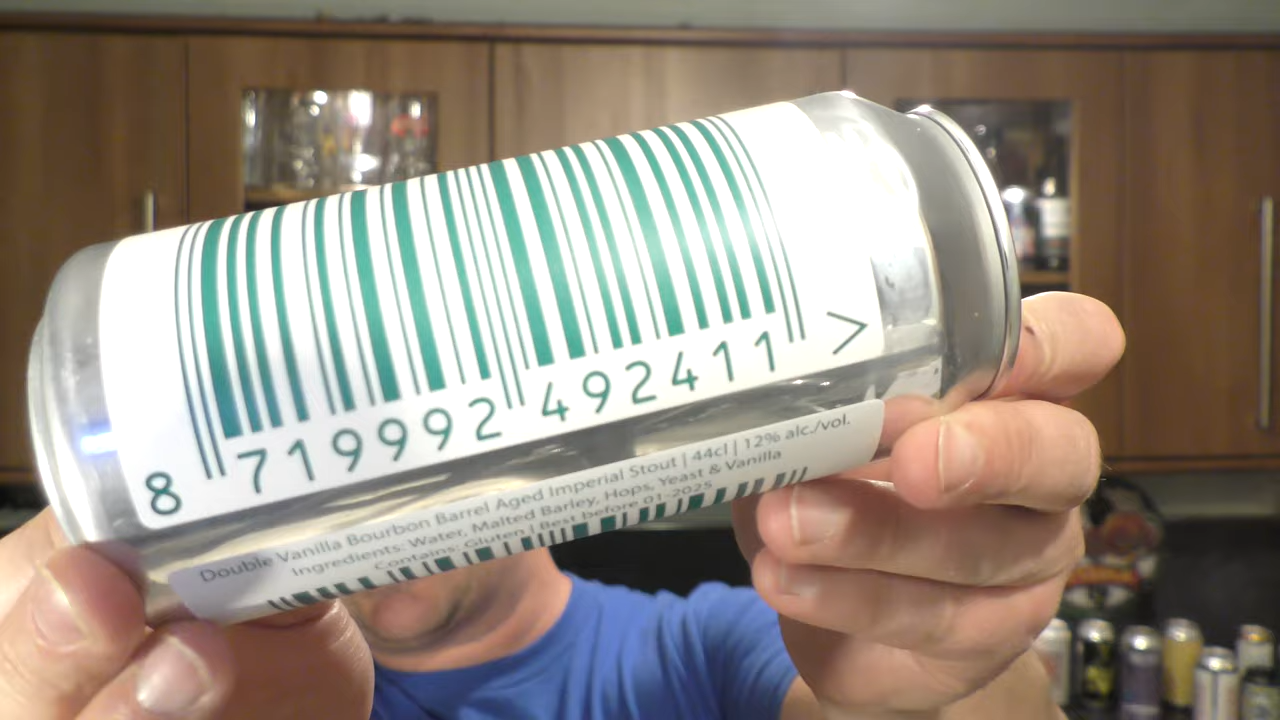 8 719992 492411 >
Double Vanilla Bourbon Barrel Aged Imperial Stout | 44cl | 12% alc./vol.
Ingredients: Water, Malted Barley, Hops, Yeast & Vanilla
Contains: Gluten | Best before 01-2025